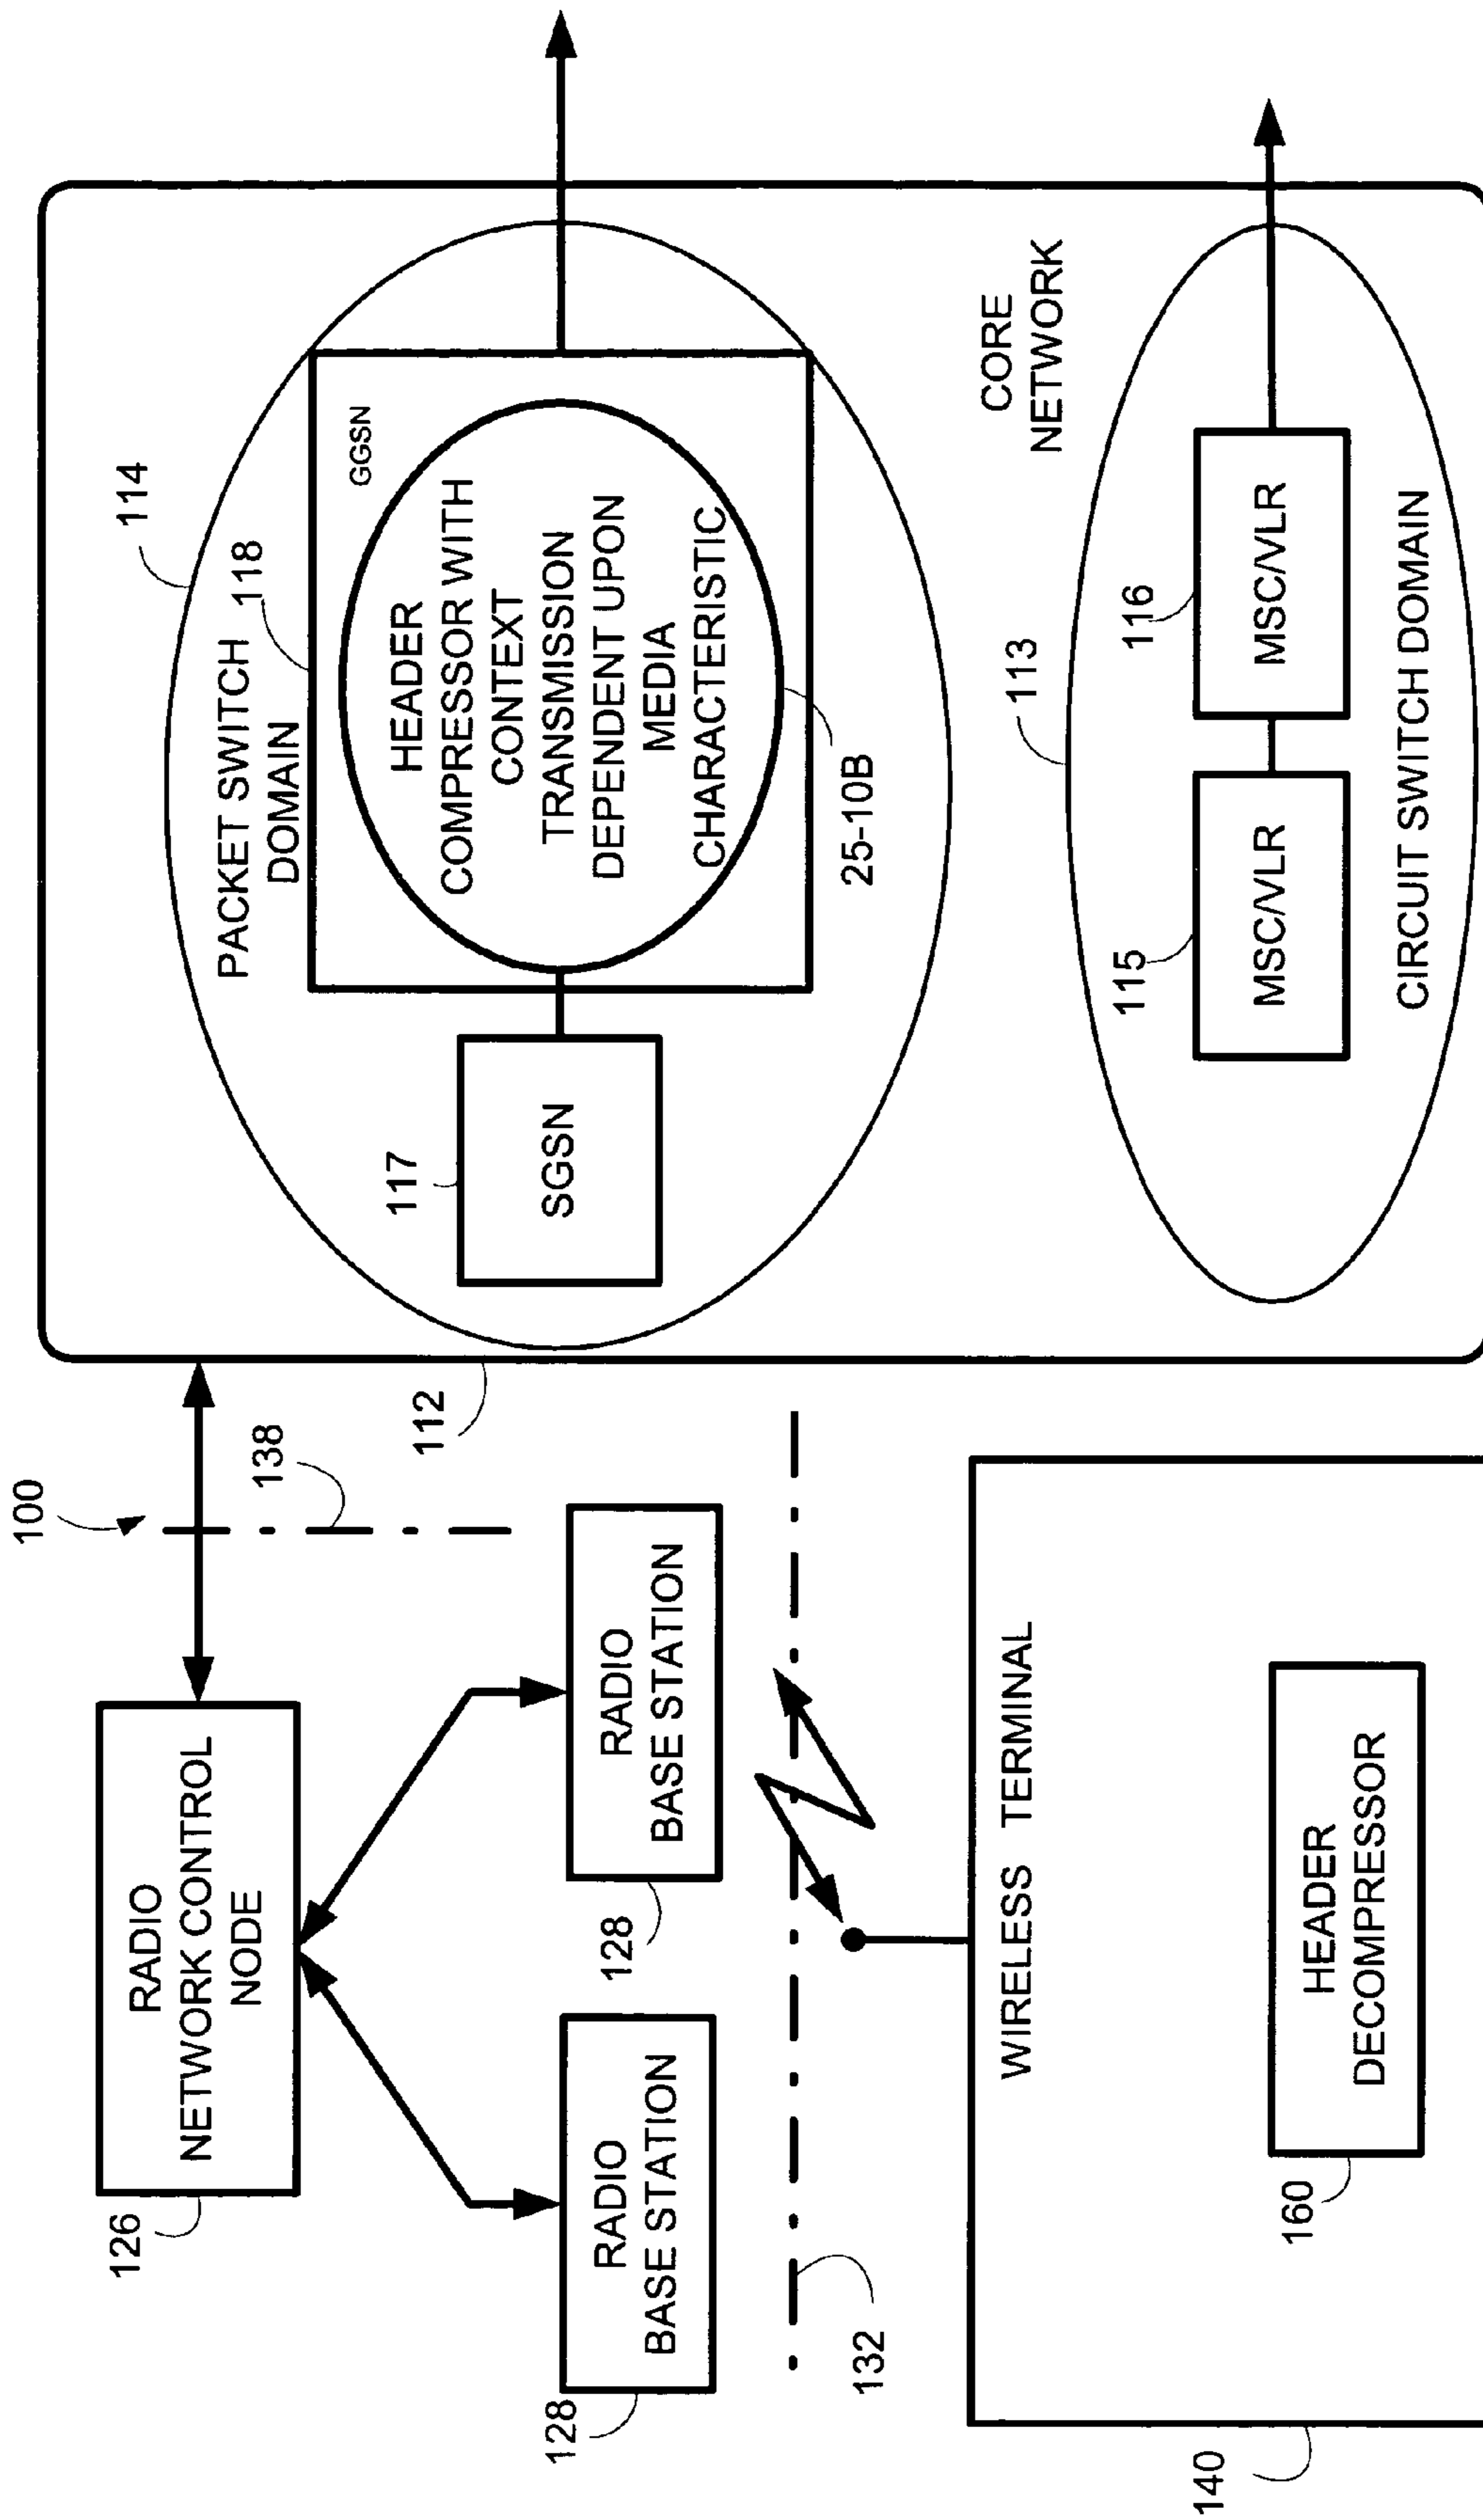 100
RADIO
NETWORK CONTROL
NODE
126
138
RADIO
BASE STATION
128
RADIO
BASE STATION
128
132
WIRELESS TERMINAL
HEADER
DECOMPRESSOR
160
140
112
114
PACKET SWITCH
DOMAIN
118
117
SGSN
GGSN
HEADER
COMPRESSOR WITH
CONTEXT
TRANSMISSION
DEPENDENT UPON
MEDIA
CHARACTERISTIC
25-10B
CORE
NETWORK
113
115
MSC/VLR
116
MSC/VLR
CIRCUIT SWITCH DOMAIN